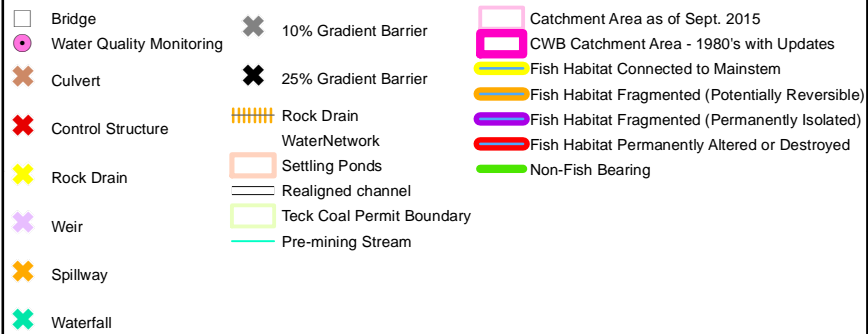 Bridge
Water Quality Monitoring
Culvert
Control Structure
Rock Drain
Weir
Spillway
Waterfall
10% Gradient Barrier
25% Gradient Barrier
Rock Drain
WaterNetwork
Settling Ponds
Realigned channel
Teck Coal Permit Boundary
Pre-mining Stream
Catchment Area as of Sept. 2015
CWB Catchment Area - 1980's with Updates
Fish Habitat Connected to Mainstem
Fish Habitat Fragmented (Potentially Reversible)
Fish Habitat Fragmented (Permanently Isolated)
Fish Habitat Permanently Altered or Destroyed
Non-Fish Bearing